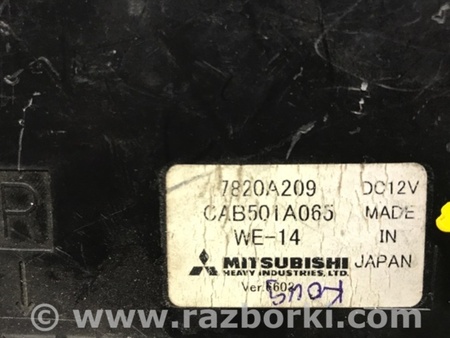 R
7820A209 DC12V
CAB501A065 MADE
WE-14 IN
MITSUBISHI JAPAN
HEAVY INDUSTRIES, LTD.
© www.razborki.com